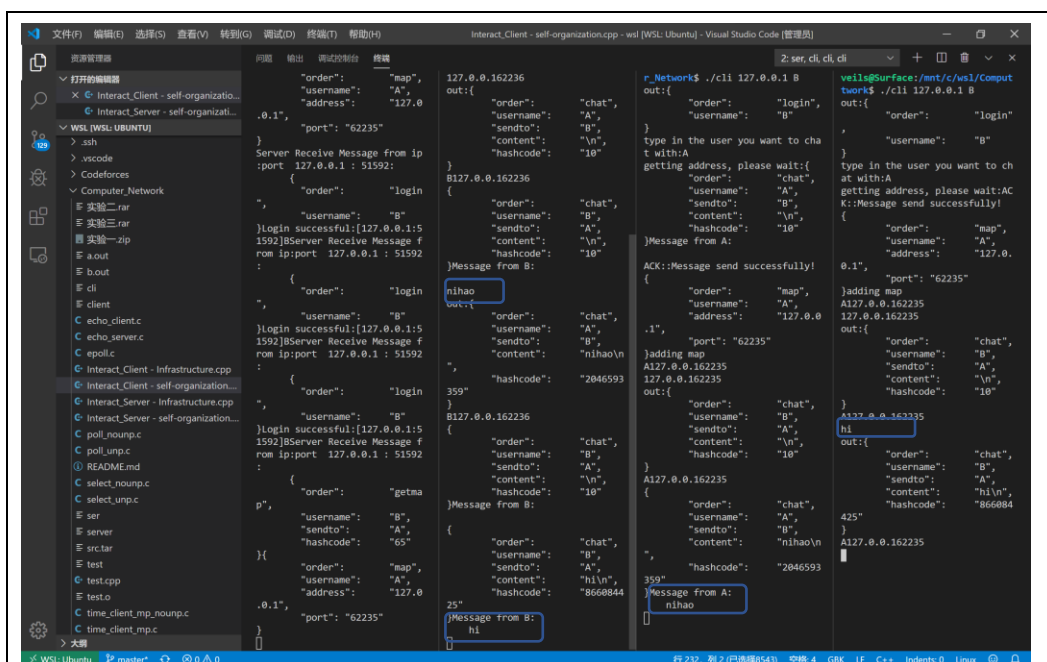 文件(F) 编辑(E) 选择(S) 查看(V) 转到(G) 调试(D) 终端(T) 帮助(H)
Interact_Client - self-organization.cpp - wsl [WSL: Ubuntu] - Visual Studio Code [管理员]
资源管理器
打开的编辑器
Interact_Client - self-organizatio...
Interact_Server - self-organizati...
WSL [WSL: UBUNTU]
.ssh
.vscode
Codeforces
Computer_Network
实验二.rar
实验三.rar
实验一.zip
a.out
b.out
cli
client
echo_client.c
echo_server.c
epoll.c
Interact_Client - Infrastructure.cpp
Interact_Client - self-organization....
Interact_Server - Infrastructure.cpp
Interact_Server - self-organization....
poll_nounp.c
poll_unp.c
README.md
select_nounp.c
select_unp.c
ser
server
src.tar
test
test.cpp
test.o
time_client_mp_nounp.c
time_client_mp.c
大纲
129
问题 输出 调试控制台 终端
2: ser, cli, cli, cli
"order": "map",
"username": "A",
"address": "127.0
.0.1",
"port": "62235"
}
Server Receive Message from ip
:port 127.0.0.1 : 51592:
{
"order": "login
",
"username": "B"
}Login successful:[127.0.0.1:5
1592]BServer Receive Message f
rom ip:port 127.0.0.1 : 51592
:
{
"order": "login
",
"username": "B"
}Login successful:[127.0.0.1:5
1592]BServer Receive Message f
rom ip:port 127.0.0.1 : 51592
:
{
"order": "login
",
"username": "B"
}Login successful:[127.0.0.1:5
1592]BServer Receive Message f
rom ip:port 127.0.0.1 : 51592
:
{
"order": "getma
p",
"username": "B",
"sendto": "A",
"hashcode": "65"
}{
"order": "map",
"username": "A",
"address": "127.0
.0.1",
"port": "62235"
}
127.0.0.162236
out:{
"order": "chat",
"username": "A",
"sendto": "B",
"content": "\n",
"hashcode": "10"
}
B127.0.0.162236
{
"order": "chat",
"username": "B",
"sendto": "A",
"content": "\n",
"hashcode": "10"
}Message from B:
nihao
out:{
"order": "chat",
"username": "A",
"sendto": "B",
"content": "nihao\n
",
"hashcode": "2046593
359"
}
B127.0.0.162236
{
"order": "chat",
"username": "B",
"sendto": "A",
"content": "\n",
"hashcode": "10"
}Message from B:
{
"order": "chat",
"username": "B",
"sendto": "A",
"content": "hi\n",
"hashcode": "8660844
25"
}Message from B:
hi
r_Network$ ./cli 127.0.0.1 B
out:{
"order": "login",
"username": "B"
}
type in the user you want to cha
t with:A
getting address, please wait:{
"order": "chat",
"username": "A",
"sendto": "B",
"content": "\n",
"hashcode": "10"
}Message from A:
ACK::Message send successfully!
{
"order": "map",
"username": "A",
"address": "127.0.0
.1",
"port": "62235"
}adding map
A127.0.0.162235
127.0.0.162235
out:{
"order": "chat",
"username": "B",
"sendto": "A",
"content": "\n",
"hashcode": "10"
}
A127.0.0.162235
{
"order": "chat",
"username": "A",
"sendto": "B",
"content": "nihao\n
",
"hashcode": "2046593
359"
}Message from A:
nihao
veils@Surface:/mnt/c/wsl/Comput
twork$ ./cli 127.0.0.1 B
out:{
"order": "login"
,
"username": "B"
}
type in the user you want to ch
at with:A
getting address, please wait:AC
K::Message send successfully!
{
"order": "map",
"username": "A",
"address": "127.0.
0.1",
"port": "62235"
}adding map
A127.0.0.162235
127.0.0.162235
out:{
"order": "chat",
"username": "B",
"sendto": "A",
"content": "\n",
"hashcode": "10"
}
A127.0.0.162235
hi
out:{
"order": "chat",
"username": "B",
"sendto": "A",
"content": "hi\n",
"hashcode": "866084
425"
}
A127.0.0.162235
WSL: Ubuntu master* 0 0 行 232, 列 2 (已选择8543) 空格: 4 GBK LF C++ Indents: 0 Linux